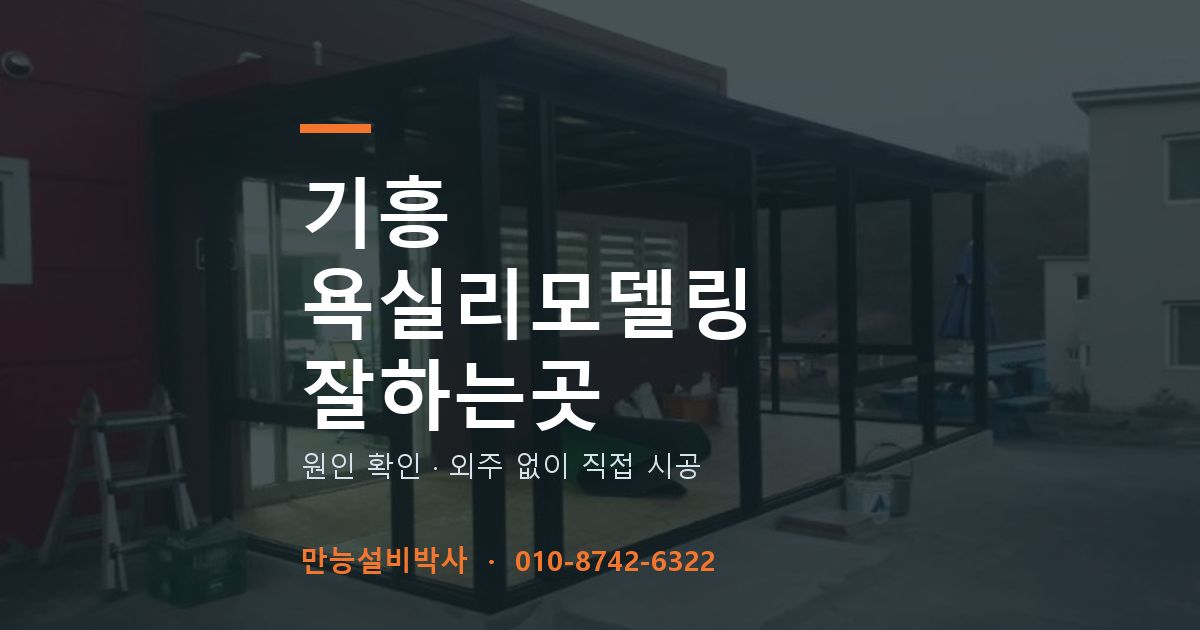 기흥
욕실리모델링
잘하는곳
원인 확인 · 외주 없이 직접 시공
만능설비박사 · 010-8742-6322